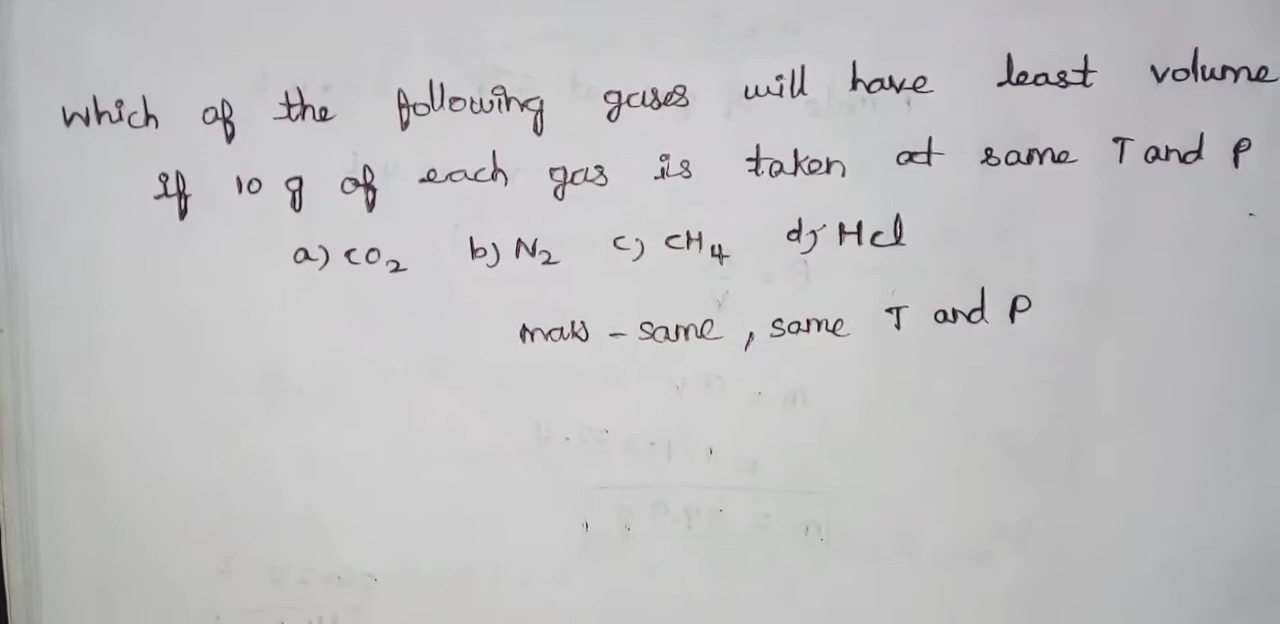 which of the following gases will have least volume
if 10 g of each gas is taken at same T and P
a) CO2 b) N2 c) CH4 d) Hcl
mass - same, same T and P